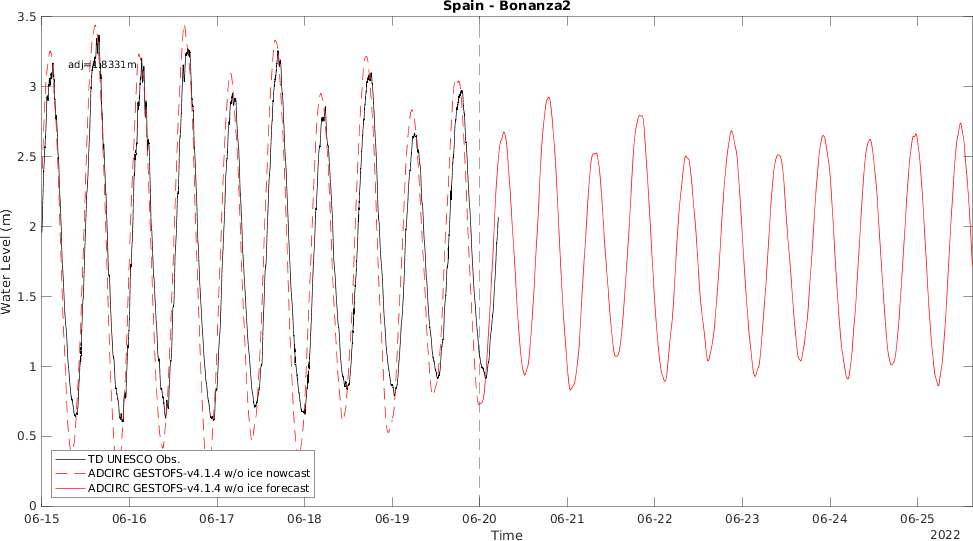 Spain - Bonanza2
3.5
adj=1.8331m
3
2.5
2
1.5
1
0.5
0
Water Level (m)
TD UNESCO Obs.
ADCIRC GESTOFS-v4.1.4 w/o ice nowcast
ADCIRC GESTOFS-v4.1.4 w/o ice forecast
06-15 06-16 06-17 06-18 06-19 06-20 06-21 06-22 06-23 06-24 06-25
Time
2022